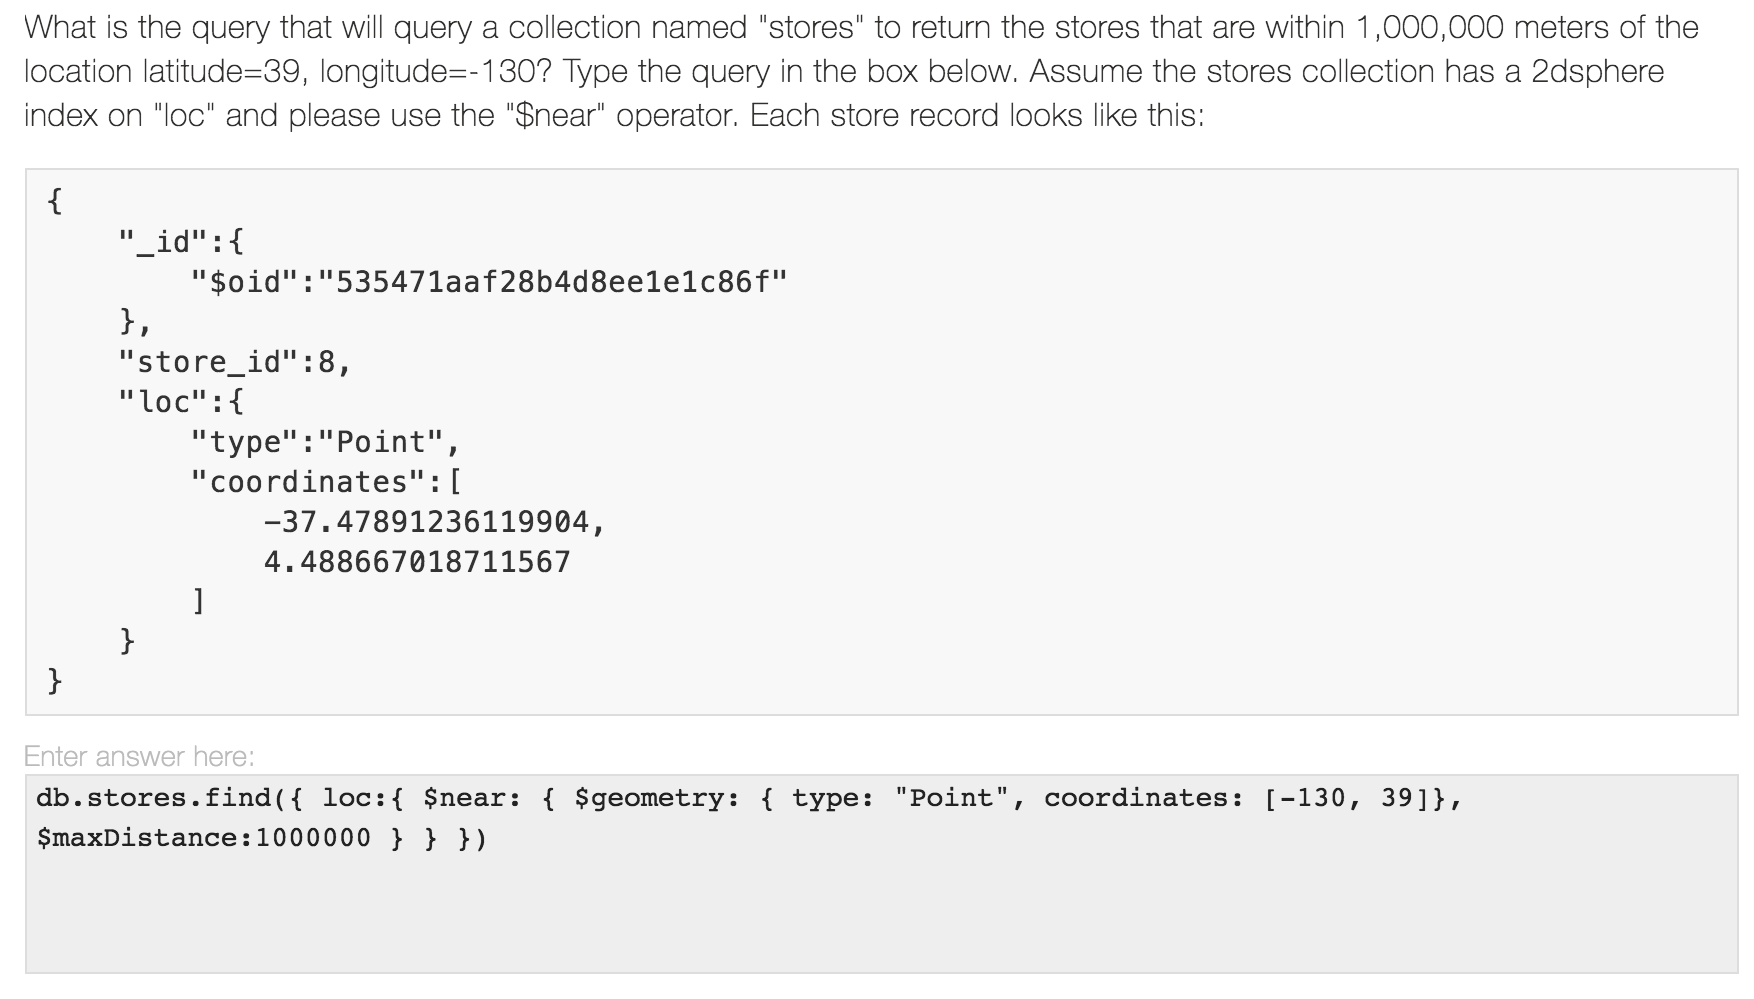 What is the query that will query a collection named "stores" to return the stores that are within 1,000,000 meters of the
location latitude=39, longitude=-130? Type the query in the box below. Assume the stores collection has a 2dsphere
index on "loc" and please use the "$near" operator. Each store record looks like this:
{
"_id":{
"$oid":"535471aaf28b4d8ee1e1c86f"
},
"store_id":8,
"loc":{
"type":"Point",
"coordinates":[
-37.47891236119904,
4.488667018711567
]
}
}
Enter answer here:
db.stores.find({ loc:{ $near: { $geometry: { type: "Point", coordinates: [-130, 39]},
$maxDistance:1000000 } } })